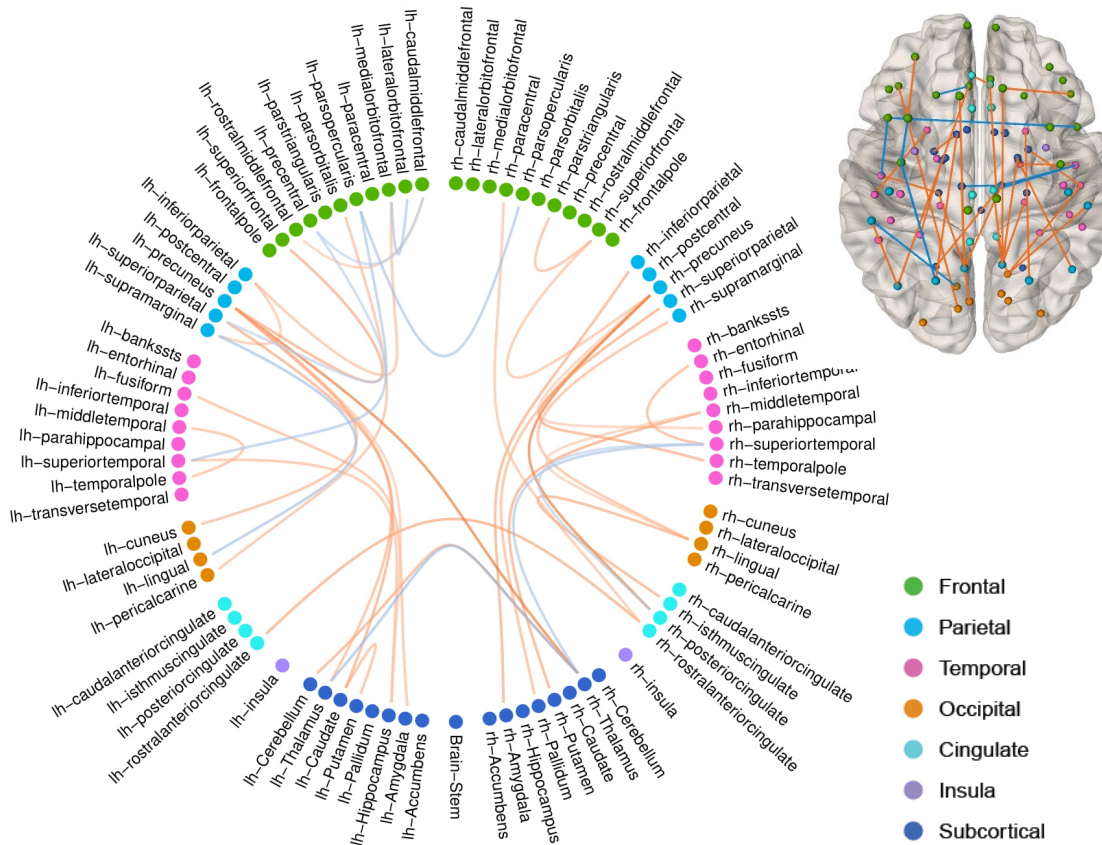 lh−caudalmiddlefrontal
lh−lateralorbitofrontal
lh−medialorbitofrontal
lh−paracentral
lh−parsopercularis
lh−parsorbitalis
lh−parstriangularis
lh−precentral
lh−rostralmiddlefrontal
lh−superiorfrontal
lh−frontalpole
lh−inferiorparietal
lh−postcentral
lh−precuneus
lh−superiorparietal
lh−supramarginal
lh−bankssts
lh−entorhinal
lh−fusiform
lh−inferiortemporal
lh−middletemporal
lh−parahippocampal
lh−superiortemporal
lh−temporalpole
lh−transversetemporal
lh−cuneus
lh−lateraloccipital
lh−lingual
lh−pericalcarine
lh−caudalanteriorcingulate
lh−isthmuscingulate
lh−posteriorcingulate
lh−rostralanteriorcingulate
lh−insula
lh−Cerebellum
lh−Thalamus
lh−Caudate
lh−Putamen
lh−Pallidum
lh−Hippocampus
lh−Amygdala
lh−Accumbens
Brain−Stem
rh−Accumbens
rh−Amygdala
rh−Hippocampus
rh−Pallidum
rh−Putamen
rh−Caudate
rh−Thalamus
rh−Cerebellum
rh−insula
rh−rostralanteriorcingulate
rh−posteriorcingulate
rh−isthmuscingulate
rh−caudalanteriorcingulate
rh−pericalcarine
rh−lingual
rh−lateraloccipital
rh−cuneus
rh−transversetemporal
rh−temporalpole
rh−superiortemporal
rh−parahippocampal
rh−middletemporal
rh−inferiortemporal
rh−fusiform
rh−entorhinal
rh−bankssts
rh−supramarginal
rh−superiorparietal
rh−precuneus
rh−postcentral
rh−inferiorparietal
rh−frontalpole
rh−superiorfrontal
rh−rostralmiddlefrontal
rh−precentral
rh−parstriangularis
rh−parsorbitalis
rh−parsopercularis
rh−paracentral
rh−medialorbitofrontal
rh−lateralorbitofrontal
rh−caudalmiddlefrontal
Frontal
Parietal
Temporal
Occipital
Cingulate
Insula
Subcortical